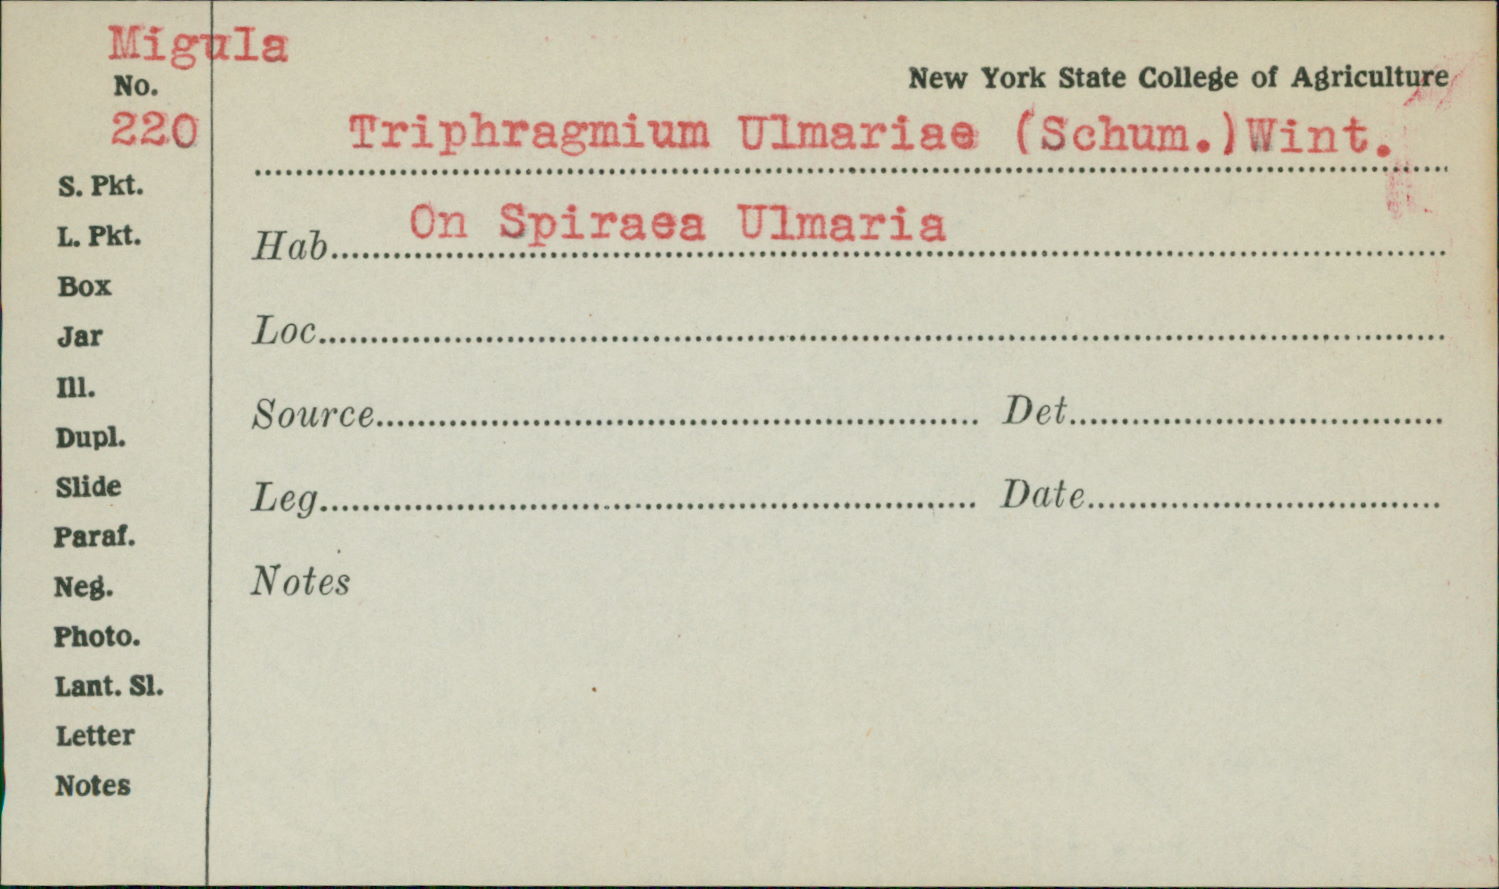 Migula
No.
220
New York State College of Agriculture
Triphragmium Ulmariae (Schum.)Wint.
S. Pkt.
L. Pkt.
Box
Jar
Ill.
Dupl.
Slide
Paraf.
Neg.
Photo.
Lant. Sl.
Letter
Notes
Hab. On Spiraea Ulmaria
Loc.
Source Det.
Leg. Date
Notes